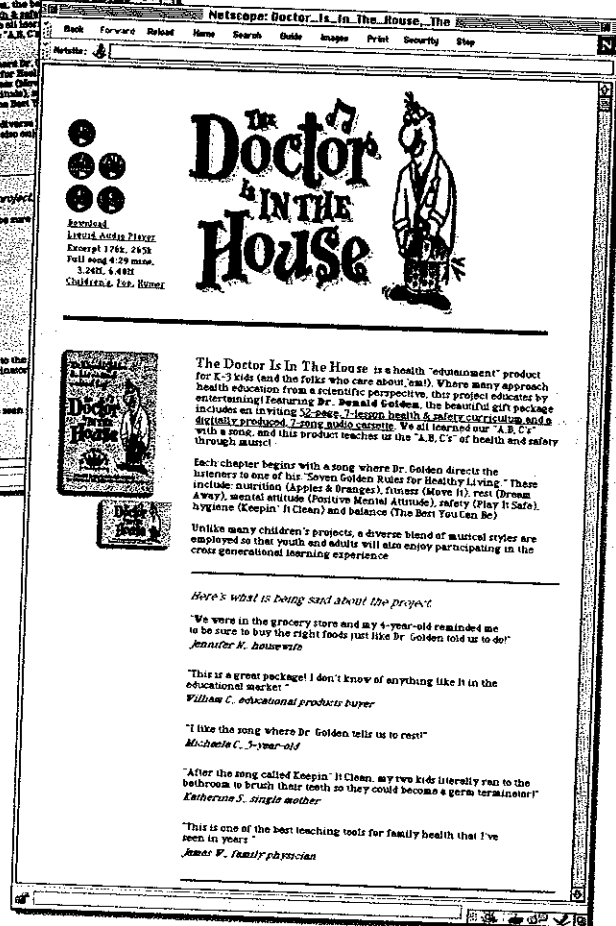 Netscape: Doctor_Is_In_The_House,_The
Back Forward Reload Home Search Guide Images Print Security Stop
Netsite:
N
The
Doctor
Is In The
House
Download
Liquid Audio Player
Excerpt 176k, 265k
Full song 4:29 mins.
3.24M, 6.48M
Children's, Pop, Humor
The
Doctor
Is In The
House
The Doctor Is In The House is a health "edutainment" product
for K-3 kids (and the folks who care about 'em!). Where many approach
health education from a scientific perspective, this project educates by
entertaining! Featuring Dr. Donald Golden, the beautiful gift package
includes an inviting 52-page, 7-lesson health & safety curriculum and a
digitally produced, 7-song audio cassette. We all learned our "A,B,C's"
with a song, and this product teaches us the "A,B,C's" of health and safety
through music!
Each chapter begins with a song where Dr. Golden directs the
listeners to one of his "Seven Golden Rules for Healthy Living." These
include: nutrition (Apples & Oranges), fitness (Move It), rest (Dream
Away), mental attitude (Positive Mental Attitude), safety (Play It Safe),
hygiene (Keepin' It Clean) and balance (The Best You Can Be)
Unlike many children's projects, a diverse blend of musical styles are
employed so that youth and adults will also enjoy participating in the
cross generational learning experience
Here's what is being said about the project
"We were in the grocery store and my 4-year-old reminded me
to be sure to buy the right foods just like Dr. Golden told us to do!"
Jennifer K., housewife
"This is a great package! I don't know of anything like it in the
educational market."
William C., educational products buyer
"I like the song where Dr. Golden tells us to rest!"
Michaela C., 5-year-old
"After the song called Keepin' It Clean, my two kids literally ran to the
bathroom to brush their teeth so they could become a germ terminator!"
Katherine S., single mother
"This is one of the best teaching tools for family health that I've
seen in years."
James W., family physician